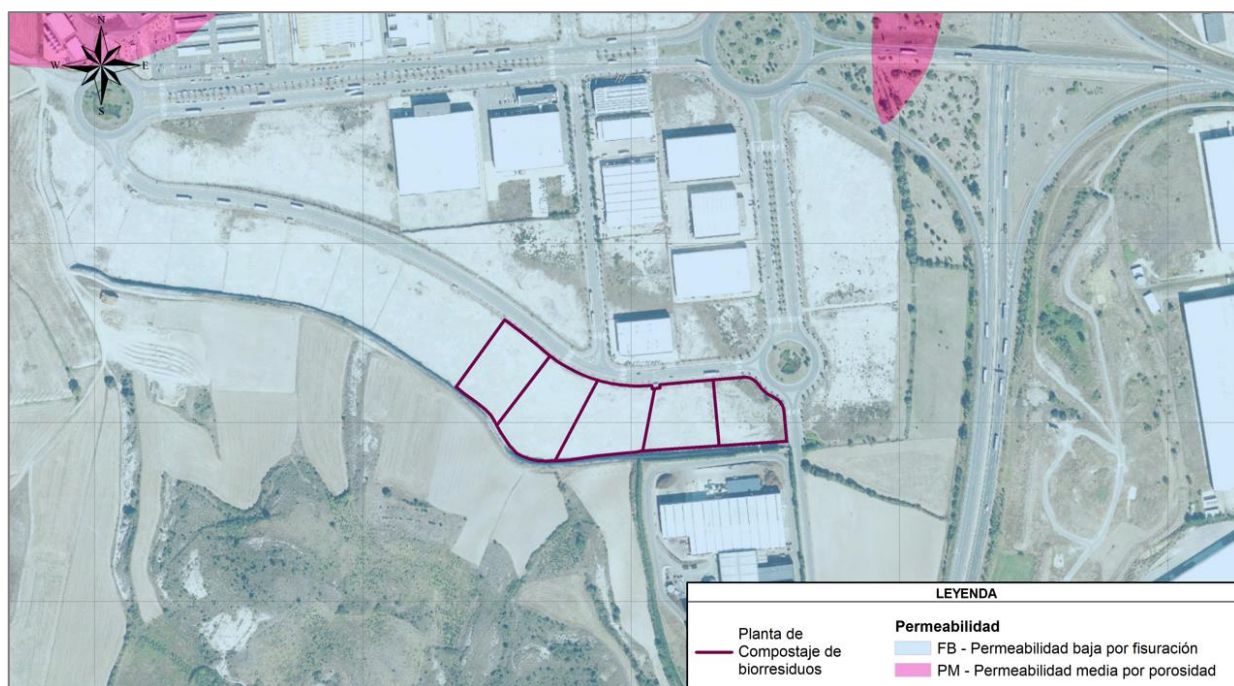 N
W
E
S
LEYENDA
Planta de
Compostaje de
biorresiduos
Permeabilidad
FB - Permeabilidad baja por fisuración
PM - Permeabilidad media por porosidad